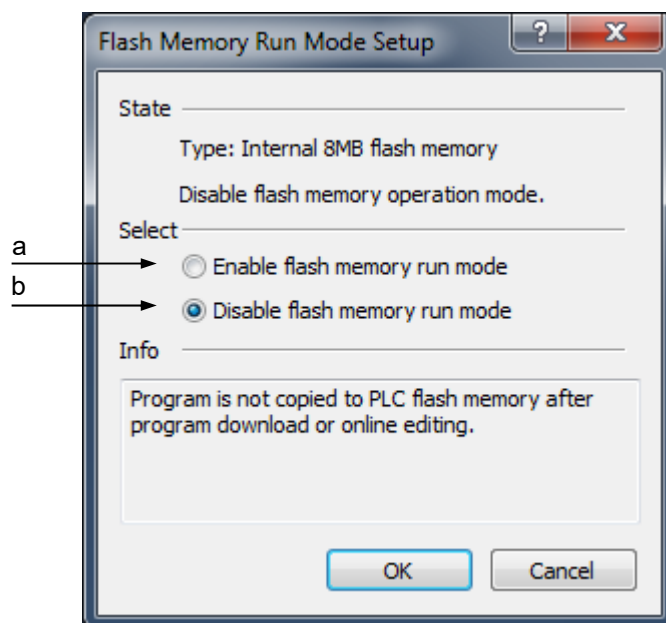 Flash Memory Run Mode Setup
State
Type: Internal 8MB flash memory
Disable flash memory operation mode.
Select
a
Enable flash memory run mode
b
Disable flash memory run mode
Info
Program is not copied to PLC flash memory after
program download or online editing.
OK Cancel